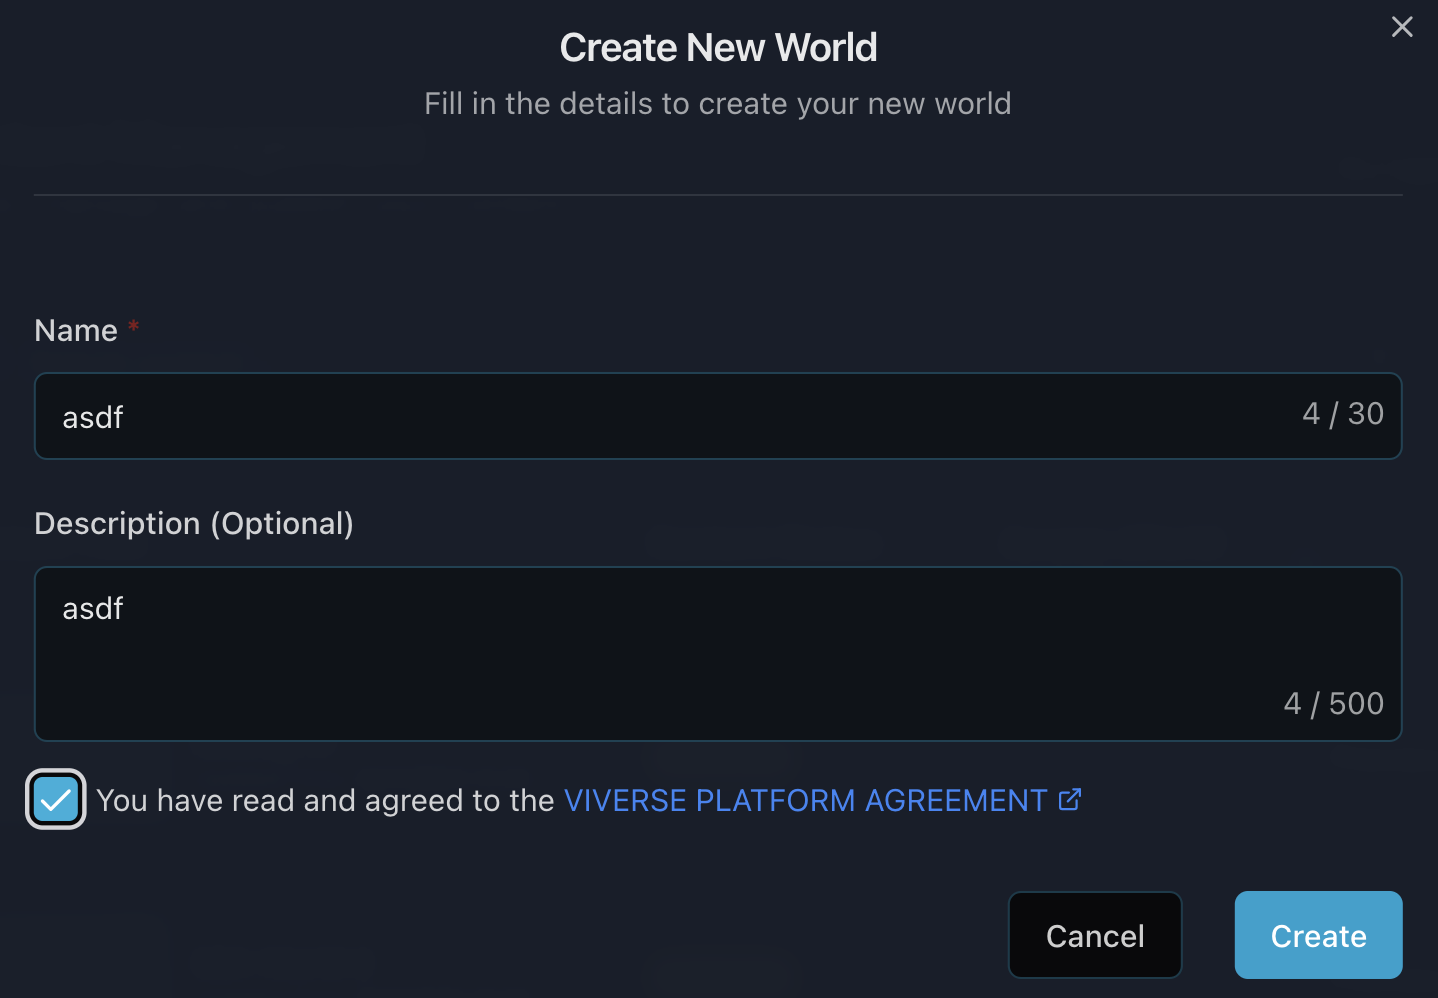 Create New World
Fill in the details to create your new world
Name *
asdf
4 / 30
Description (Optional)
asdf
4 / 500
You have read and agreed to the VIVERSE PLATFORM AGREEMENT
Cancel
Create